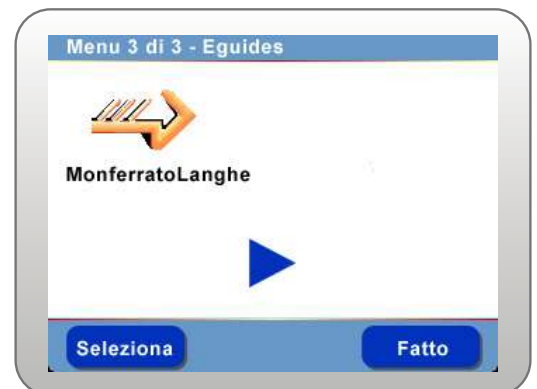 Menu 3 di 3 - Eguides
MonferratoLanghe
Seleziona
Fatto